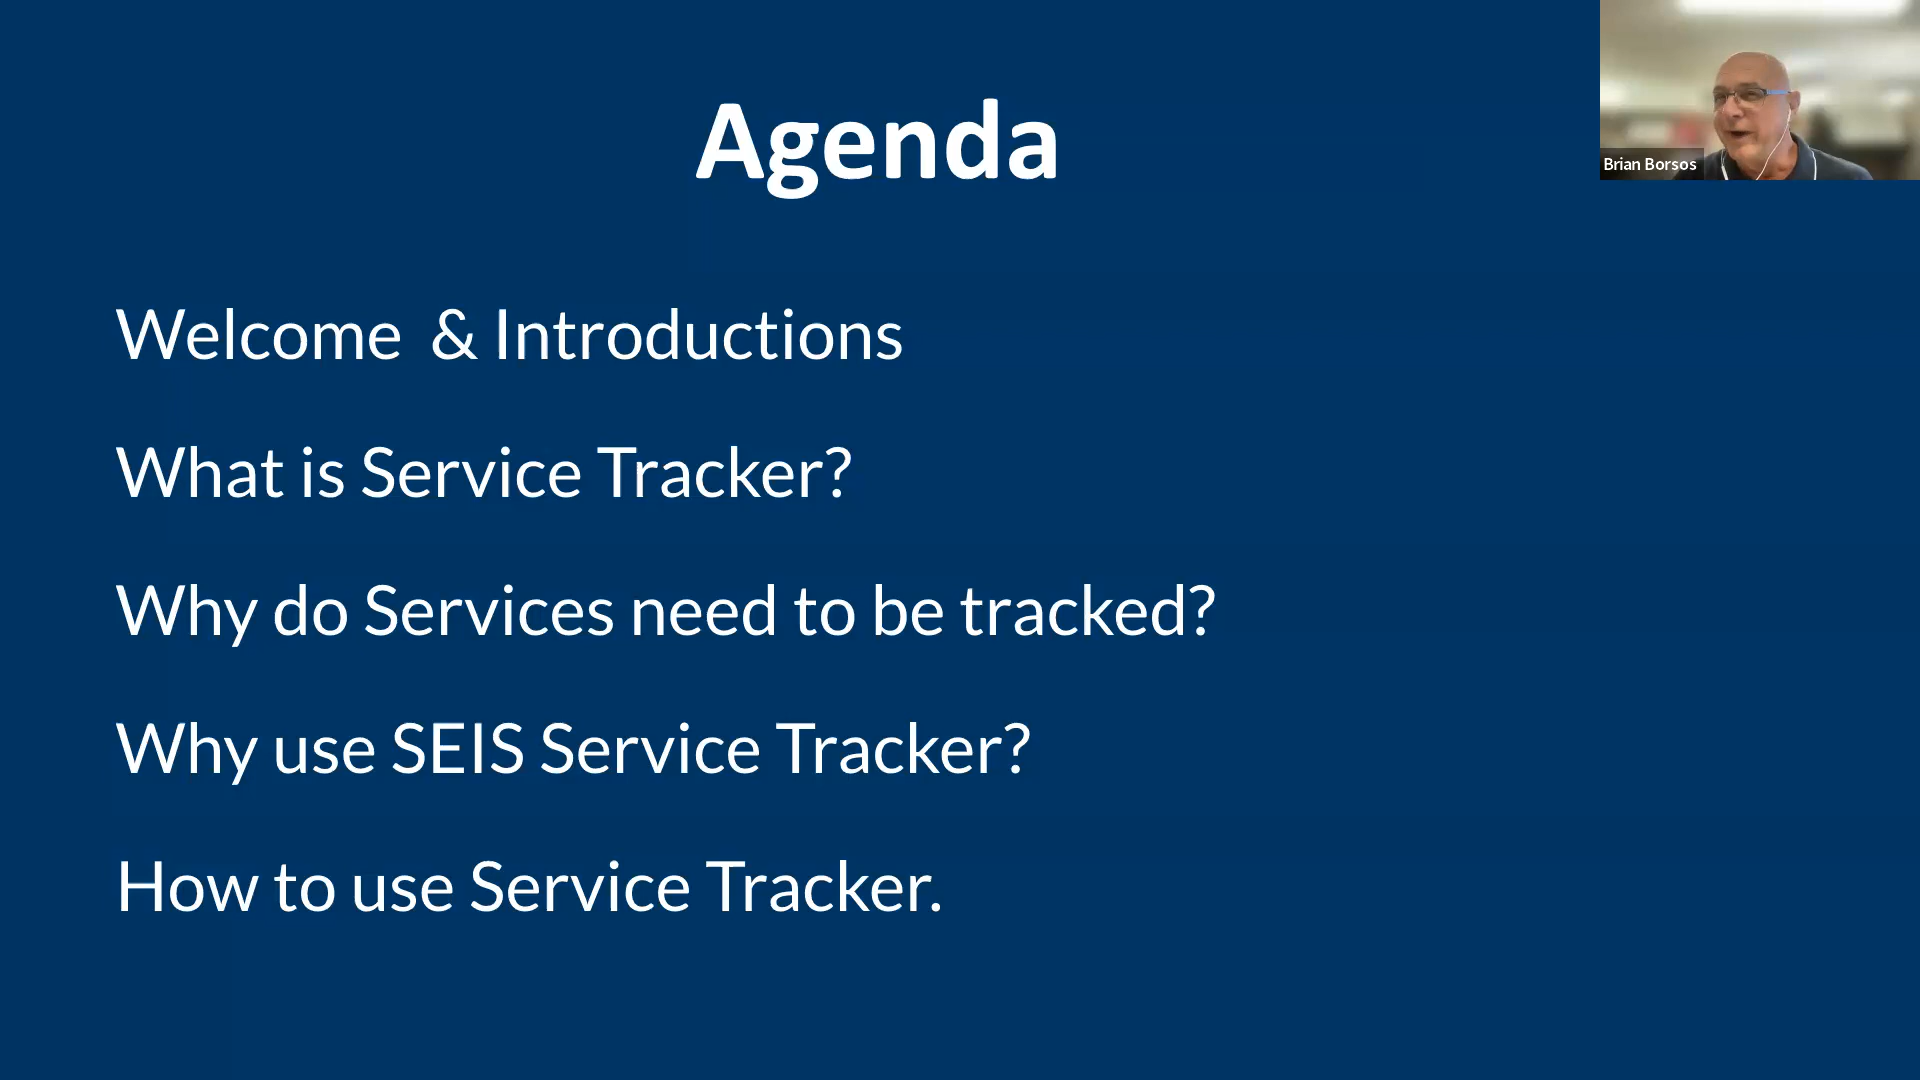 Agenda
Brian Borsos
Welcome  & Introductions
What is Service Tracker?
Why do Services need to be tracked?
Why use SEIS Service Tracker?
How to use Service Tracker.